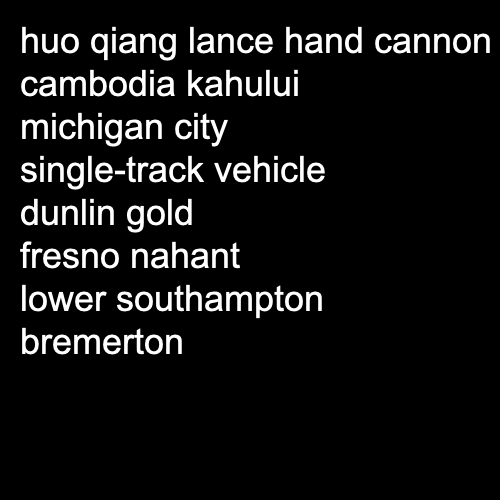 huo qiang lance hand cannon
cambodia kahului
michigan city
single-track vehicle
dunlin gold
fresno nahant
lower southampton
bremerton